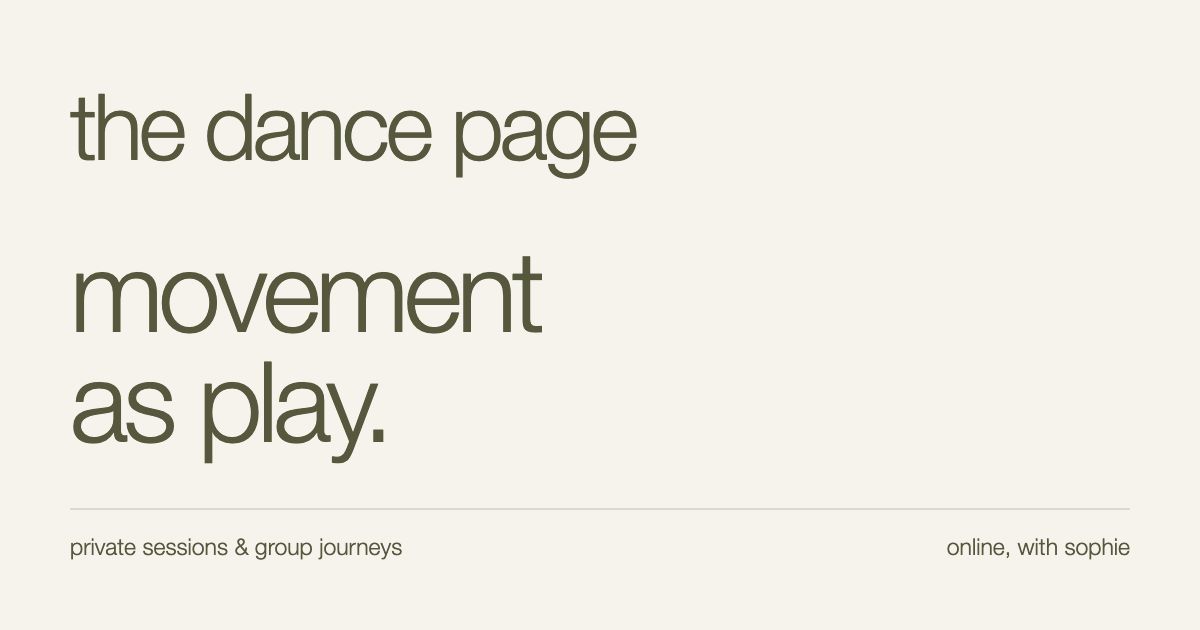 the dance page
movement
as play.
private sessions & group journeys
online, with sophie